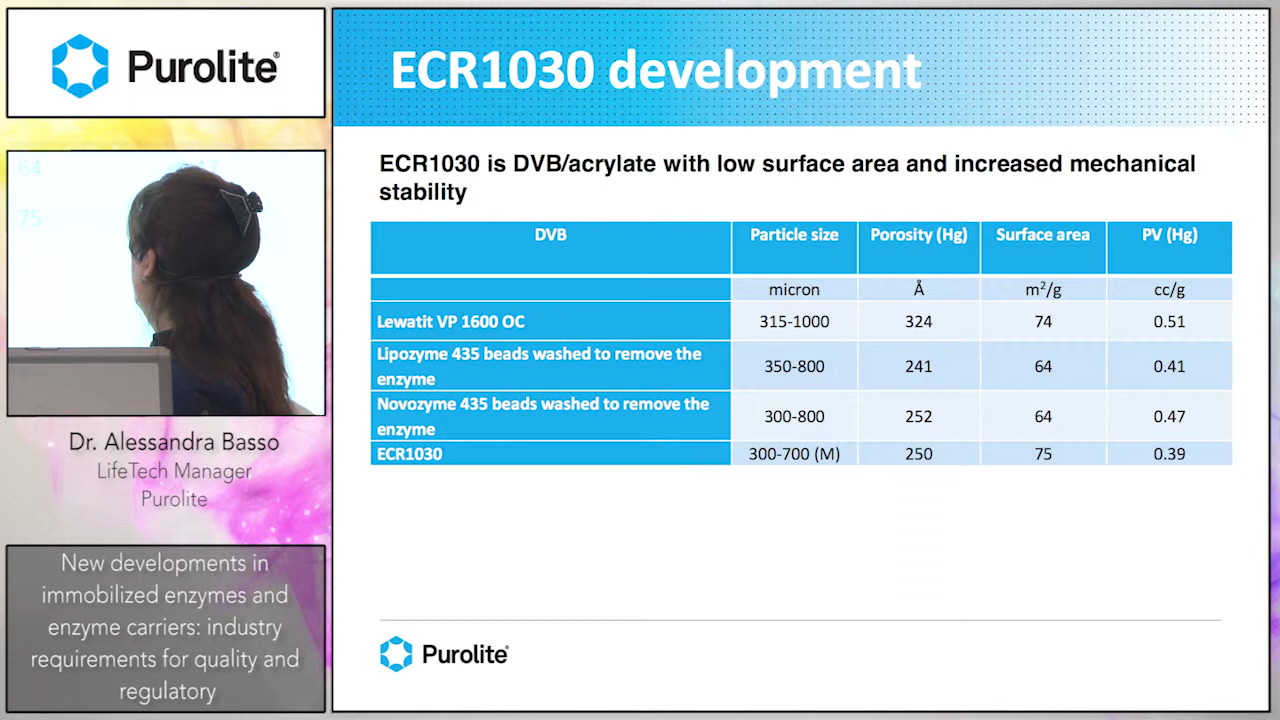 Purolite®
ECR1030 development
ECR1030 is DVB/acrylate with low surface area and increased mechanical
stability
DVB Particle size Porosity (Hg) Surface area PV (Hg)
micron Å m²/g cc/g
Lewatit VP 1600 OC 315-1000 324 74 0.51
Lipozyme 435 beads washed to remove the
enzyme 350-800 241 64 0.41
Novozyme 435 beads washed to remove the
enzyme 300-800 252 64 0.47
ECR1030 300-700 (M) 250 75 0.39
Purolite®
64
75
Dr. Alessandra Basso
LifeTech Manager
Purolite
New developments in
immobilized enzymes and
enzyme carriers: industry
requirements for quality and
regulatory